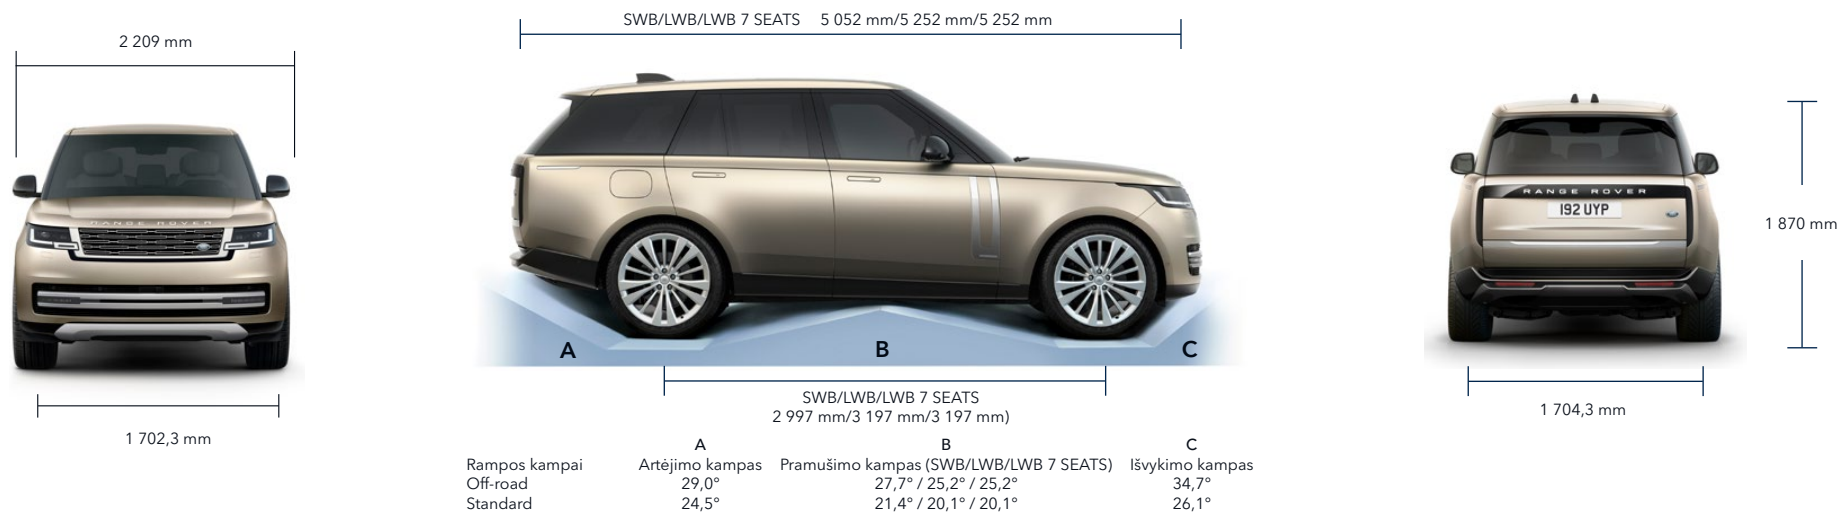 SWB/LWB/LWB 7 SEATS 5 052 mm/5 252 mm/5 252 mm
2 209 mm
RANGE ROVER
RANGE ROVER
192 UYP
1 870 mm
A B C
SWB/LWB/LWB 7 SEATS
2 997 mm/3 197 mm/3 197 mm)
1 702,3 mm
1 704,3 mm
A B C
Rampos kampai Artėjimo kampas Pramušimo kampas (SWB/LWB/LWB 7 SEATS) Išvykimo kampas
Off-road 29,0° 27,7° / 25,2° / 25,2° 34,7°
Standard 24,5° 21,4° / 20,1° / 20,1° 26,1°